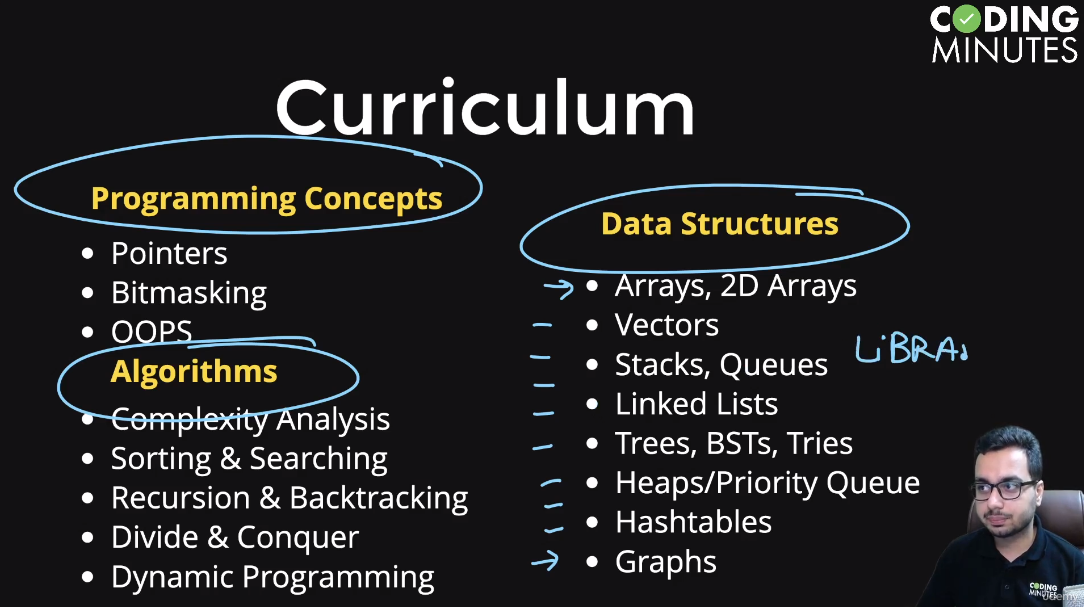 CODING
MINUTES
Curriculum
Programming Concepts
Pointers
Bitmasking
OOPS
Algorithms
Complexity Analysis
Sorting & Searching
Recursion & Backtracking
Divide & Conquer
Dynamic Programming
Data Structures
Arrays, 2D Arrays
Vectors
Stacks, Queues
Linked Lists
Trees, BSTs, Tries
Heaps/Priority Queue
Hashtables
Graphs
CODING
MINUTES
udemy